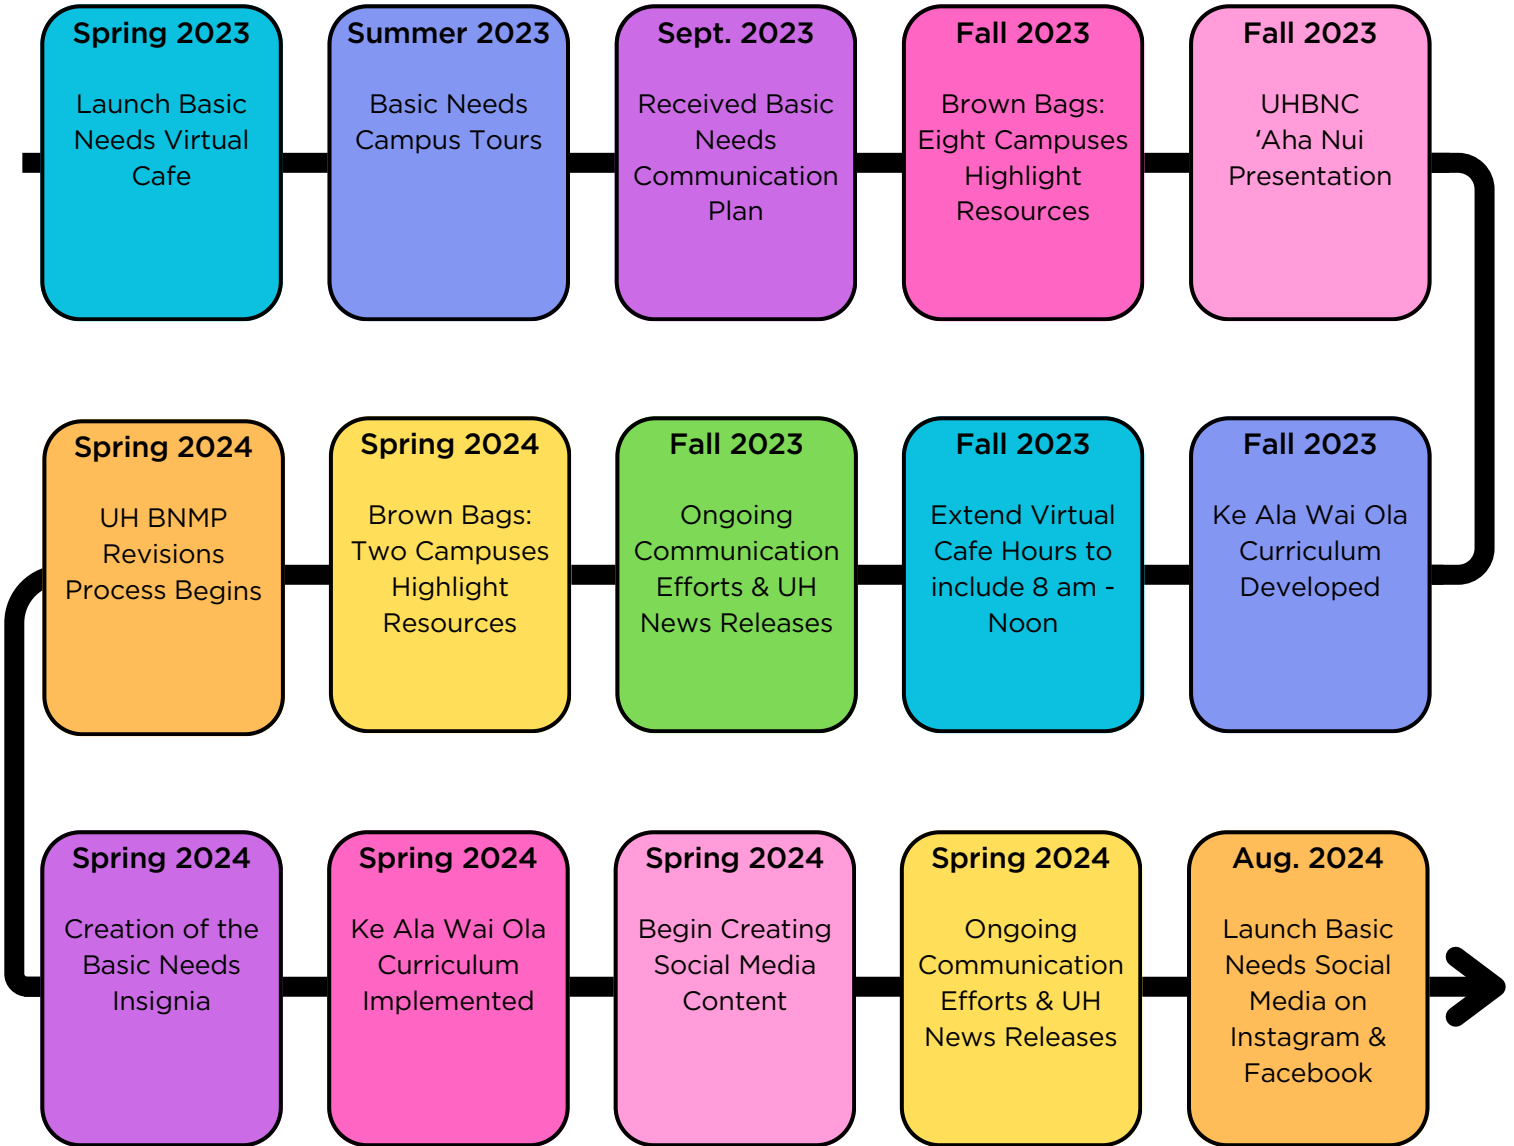 Spring 2023
Launch Basic
Needs Virtual
Cafe
Summer 2023
Basic Needs
Campus Tours
Sept. 2023
Received Basic
Needs
Communication
Plan
Fall 2023
Brown Bags:
Eight Campuses
Highlight
Resources
Fall 2023
UHBNC
‘Aha Nui
Presentation
Fall 2023
Ke Ala Wai Ola
Curriculum
Developed
Fall 2023
Extend Virtual
Cafe Hours to
include 8 am -
Noon
Fall 2023
Ongoing
Communication
Efforts & UH
News Releases
Spring 2024
Brown Bags:
Two Campuses
Highlight
Resources
Spring 2024
UH BNMP
Revisions
Process Begins
Spring 2024
Creation of the
Basic Needs
Insignia
Spring 2024
Ke Ala Wai Ola
Curriculum
Implemented
Spring 2024
Begin Creating
Social Media
Content
Spring 2024
Ongoing
Communication
Efforts & UH
News Releases
Aug. 2024
Launch Basic
Needs Social
Media on
Instagram &
Facebook